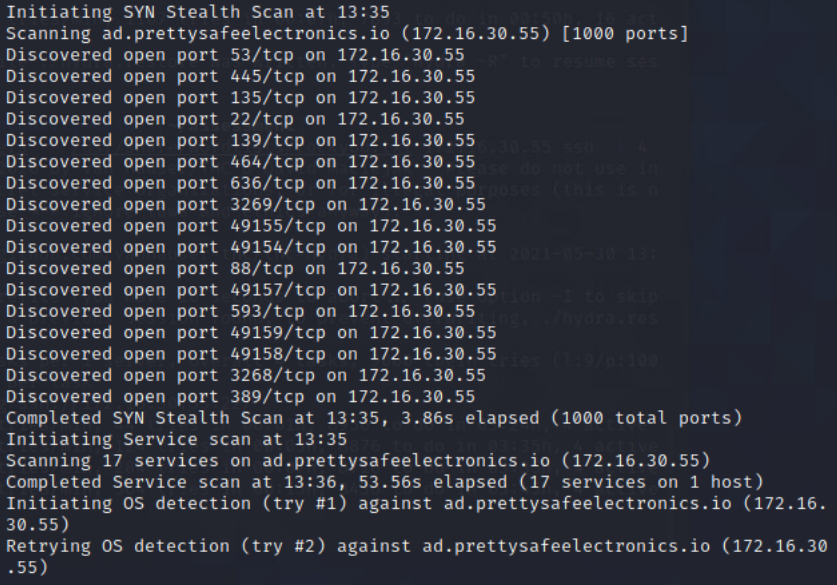 Initiating SYN Stealth Scan at 13:35
Scanning ad.prettysafeelectronics.io (172.16.30.55) [1000 ports]
Discovered open port 53/tcp on 172.16.30.55
Discovered open port 445/tcp on 172.16.30.55
Discovered open port 135/tcp on 172.16.30.55
Discovered open port 22/tcp on 172.16.30.55
Discovered open port 139/tcp on 172.16.30.55
Discovered open port 464/tcp on 172.16.30.55
Discovered open port 636/tcp on 172.16.30.55
Discovered open port 3269/tcp on 172.16.30.55
Discovered open port 49155/tcp on 172.16.30.55
Discovered open port 49154/tcp on 172.16.30.55
Discovered open port 88/tcp on 172.16.30.55
Discovered open port 49157/tcp on 172.16.30.55
Discovered open port 593/tcp on 172.16.30.55
Discovered open port 49159/tcp on 172.16.30.55
Discovered open port 49158/tcp on 172.16.30.55
Discovered open port 3268/tcp on 172.16.30.55
Discovered open port 389/tcp on 172.16.30.55
Completed SYN Stealth Scan at 13:35, 3.86s elapsed (1000 total ports)
Initiating Service scan at 13:35
Scanning 17 services on ad.prettysafeelectronics.io (172.16.30.55)
Completed Service scan at 13:36, 53.56s elapsed (17 services on 1 host)
Initiating OS detection (try #1) against ad.prettysafeelectronics.io (172.16.
30.55)
Retrying OS detection (try #2) against ad.prettysafeelectronics.io (172.16.30
.55)